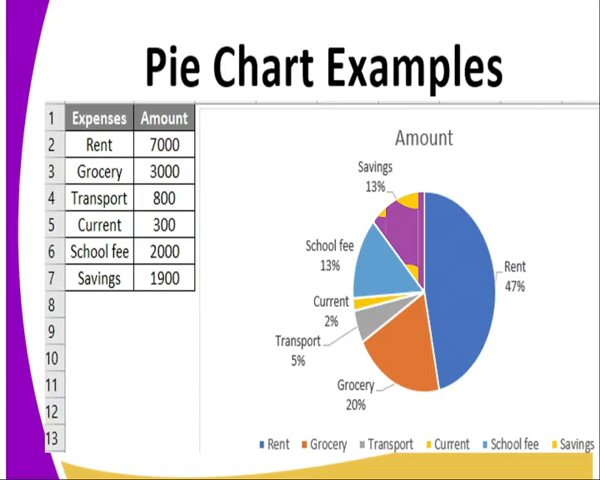 Pie Chart Examples
1 Expenses Amount
2 Rent 7000
3 Grocery 3000
4 Transport 800
5 Current 300
6 School fee 2000
7 Savings 1900
8
9
10
11
12
13
Amount
Savings
13%
School fee
13%
Rent
47%
Current
2%
Transport
5%
Grocery
20%
Rent Grocery Transport Current School fee Savings